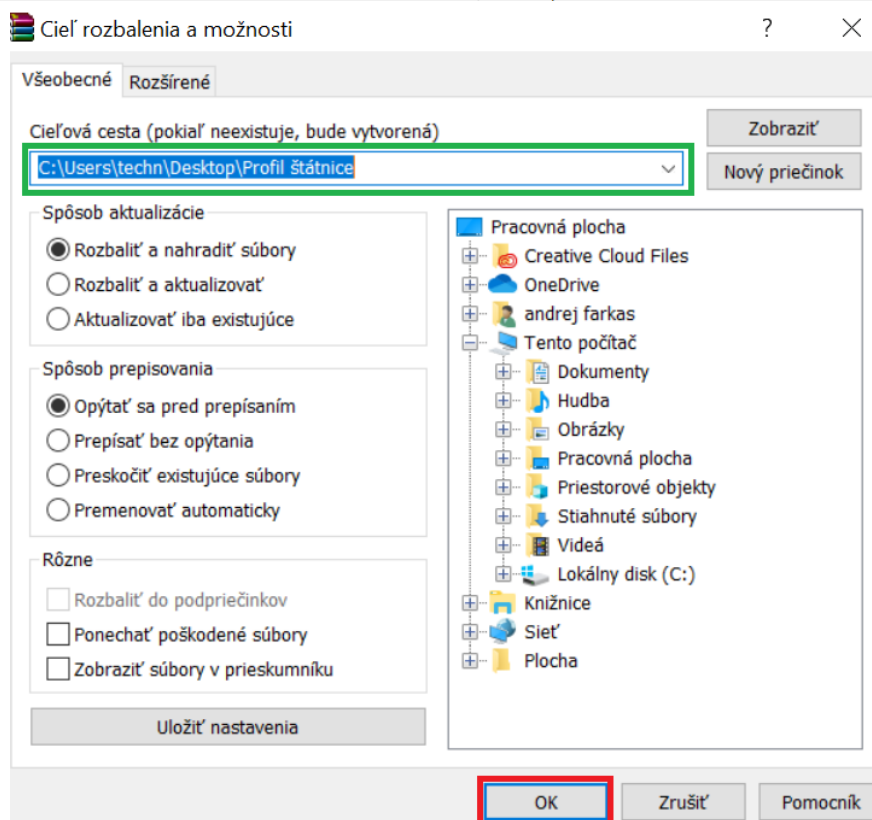 Cieľ rozbalenia a možnosti
Všeobecné
Rozšírené
Cieľová cesta (pokiaľ neexistuje, bude vytvorená)
Zobraziť
C:\Users\techn\Desktop\Profil štátnice
Nový priečinok
Spôsob aktualizácie
Rozbaliť a nahradiť súbory
Rozbaliť a aktualizovať
Aktualizovať iba existujúce
Spôsob prepisovania
Opýtať sa pred prepísaním
Prepísať bez opýtania
Preskočiť existujúce súbory
Premenovať automaticky
Rôzne
Rozbaliť do podpriečinkov
Ponechať poškodené súbory
Zobraziť súbory v prieskumníku
Uložiť nastavenia
Pracovná plocha
Creative Cloud Files
OneDrive
andrej farkas
Tento počítač
Dokumenty
Hudba
Obrázky
Pracovná plocha
Priestorové objekty
Stiahnuté súbory
Videá
Lokálny disk (C:)
Knižnice
Sieť
Plocha
OK
Zrušiť
Pomocník